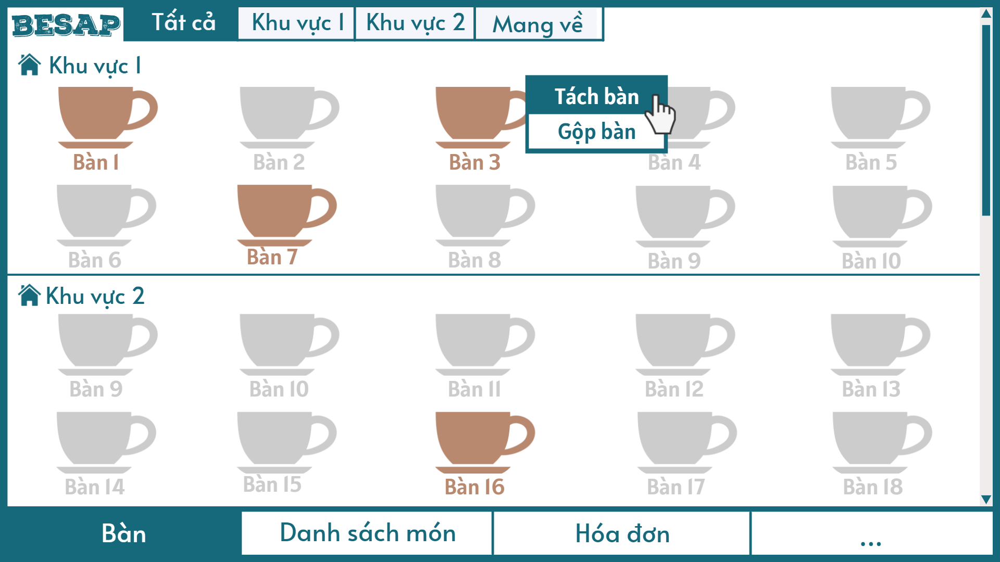 BESAP
Tất cả
Khu vực 1
Khu vực 2
Mang về
Khu vực 1
Tách bàn
Gộp bàn
Bàn 1
Bàn 2
Bàn 3
Bàn 4
Bàn 5
Bàn 6
Bàn 7
Bàn 8
Bàn 9
Bàn 10
Khu vực 2
Bàn 9
Bàn 10
Bàn 11
Bàn 12
Bàn 13
Bàn 14
Bàn 15
Bàn 16
Bàn 17
Bàn 18
Bàn
Danh sách món
Hóa đơn
...